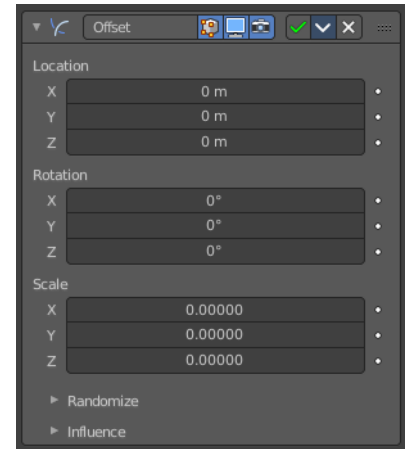 Offset
Location
X 0 m
Y 0 m
Z 0 m
Rotation
X 0°
Y 0°
Z 0°
Scale
X 0.00000
Y 0.00000
Z 0.00000
Randomize
Influence